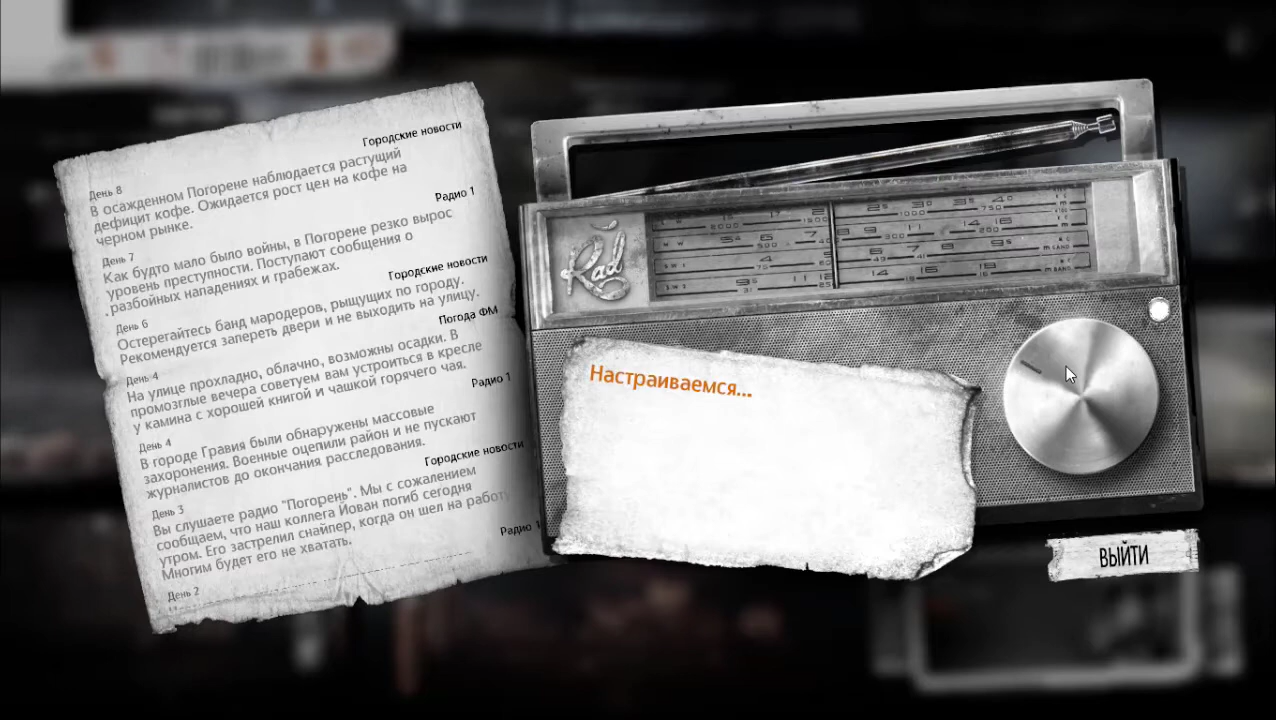 Городские новости
День 8
В осажденном Погорене наблюдается растущий
дефицит кофе. Ожидается рост цен на кофе на
черном рынке.
Радио 1
День 7
Как будто мало было войны, в Погорене резко вырос
уровень преступности. Поступают сообщения о
разбойных нападениях и грабежах.
Городские новости
День 6
Остерегайтесь банд мародеров, рыщущих по городу.
Рекомендуется запереть двери и не выходить на улицу.
Погода ФМ
День 4
На улице прохладно, облачно, возможны осадки. В
промозглые вечера советуем вам устроиться в кресле
у камина с хорошей книгой и чашкой горячего чая.
Радио 1
День 4
В городе Гравия были обнаружены массовые
захоронения. Военные оцепили район и не пускают
журналистов до окончания расследования.
Городские новости
День 3
Вы слушаете радио "Погорень". Мы с сожалением
сообщаем, что наш коллега Йован погиб сегодня
утром. Его застрелил снайпер, когда он шел на работу
Многим будет его не хватать.
Радио 1
День 2
Rad
Настраиваемся...
ВЫЙТИ